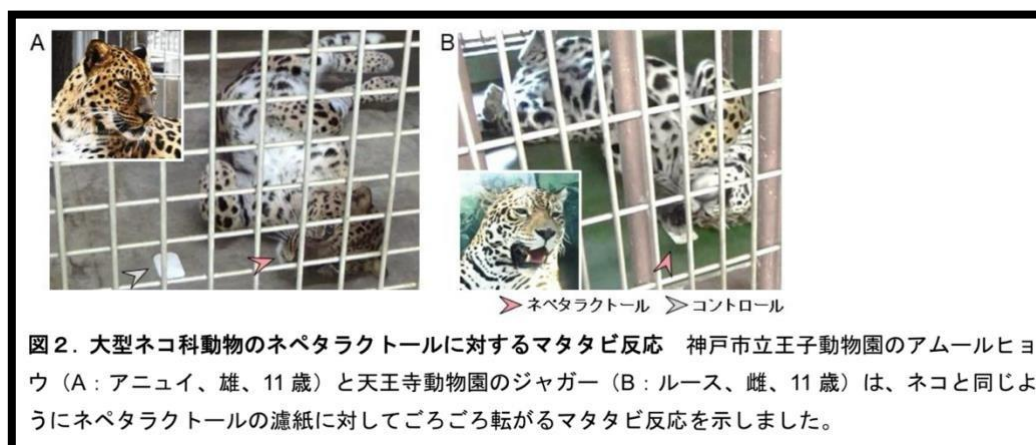 A
B
ネペタラクトール コントロール
図2. 大型ネコ科動物のネペタラクトールに対するマタタビ反応 神戸市立王子動物園のアムールヒョ
ウ（A：アニュイ、雄、11歳）と天王寺動物園のジャガー（B：ルース、雌、11歳）は、ネコと同じよ
うにネペタラクトールの濾紙に対してごろごろ転がるマタタビ反応を示しました。